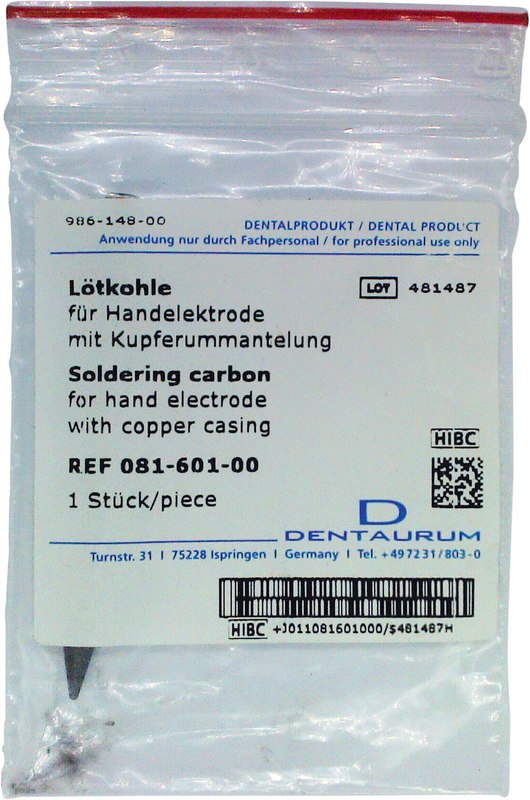 986-148-00
DENTALPRODUKT / DENTAL PRODUCT
Anwendung nur durch Fachpersonal / for professional use only
Lötkohle
LOT 481487
für Handelektrode
mit Kupferummantelung
Soldering carbon
for hand electrode
with copper casing
HIBC
REF 081-601-00
1 Stück/piece
D
DENTAURUM
Turnstr. 31 I 75228 Ispringen I Germany I Tel. +497231/803-0
HIBC +J011081601000/$481487H